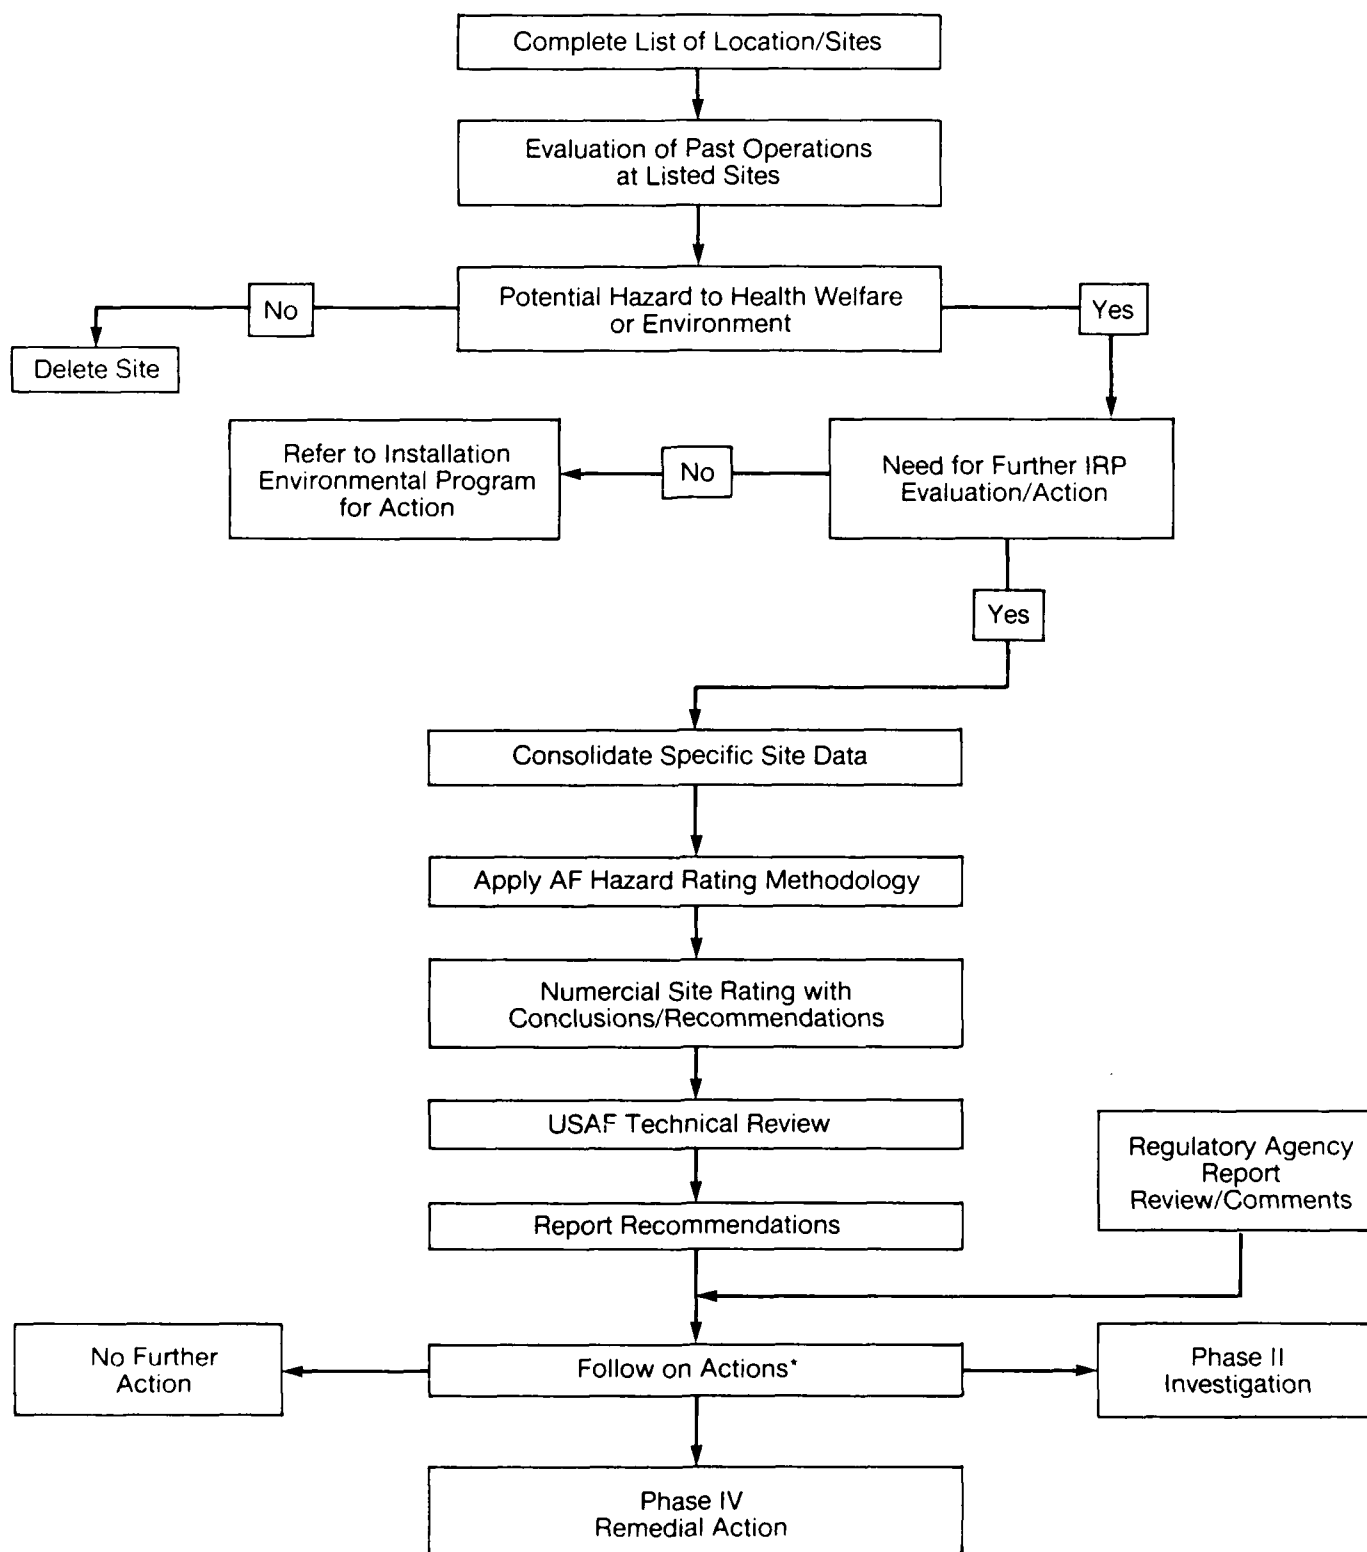 Complete List of Location/Sites
Evaluation of Past Operations
at Listed Sites
Potential Hazard to Health Welfare
or Environment
No
Yes
Delete Site
Refer to Installation
Environmental Program
for Action
No
Need for Further IRP
Evaluation/Action
Yes
Consolidate Specific Site Data
Apply AF Hazard Rating Methodology
Numercial Site Rating with
Conclusions/Recommendations
USAF Technical Review
Regulatory Agency
Report
Review/Comments
Report Recommendations
No Further
Action
Follow on Actions*
Phase II
Investigation
Phase IV
Remedial Action